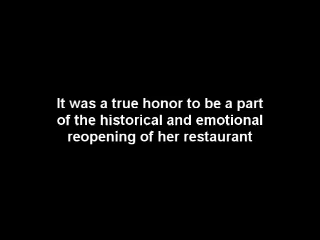 It was a true honor to be a part
of the historical and emotional
reopening of her restaurant